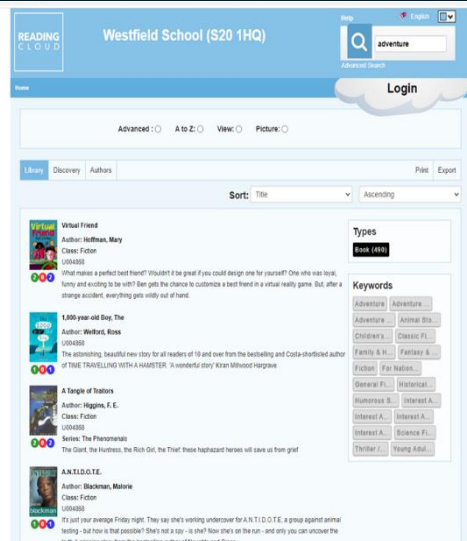 READING
CLOUD
Westfield School (S20 1HQ)
Help
English
adventure
Advanced Search
Home
Login
Advanced : A to Z: View: Picture:
Library Discovery Authors
Print Export
Sort: Title Ascending
Virtual Friend
Author: Hoffman, Mary
Class: Fiction
What makes a perfect best friend? Wouldn't it be great if you could design one for yourself? One who was loyal,
funny and exciting to be with? Ben gets the chance to customize a best friend in a virtual reality game. But, after a
strange accident, everything gets wildly out of hand.
1,000-year-old Boy, The
Author: Welford, Ross
Class: Fiction
The astonishing, beautiful new story for all readers of 10 and over from the bestselling and Costa-shortlisted author
of TIME TRAVELLING WITH A HAMSTER. 'A wonderful story' Kiran Millwood Hargrave
A Tangle of Traitors
Author: Higgins, F. E.
Class: Fiction
Series: The Phenomenals
The Giant, the Huntress, the Rich Girl, the Thief: these haphazard heroes will save us from grief
A.N.T.I.D.O.T.E.
Author: Blackman, Malorie
Class: Fiction
It's just your average Friday night. They say she's working undercover for A.N.T.I.D.O.T.E, a group against animal
testing - but how is that possible? She's not a spy - is she? Now she's on the run - and only you can uncover the
Types
Book (490)
Keywords
Adventure Adventure ...
Adventure ... Animal Sto...
Children's... Classic Fi...
Family & H... Fantasy & ...
Fiction For Nation...
General Fi... Historical...
Humorous S... Interest A...
Interest A... Interest A...
Interest A... Science Fi...
Thriller /... Young Adul...